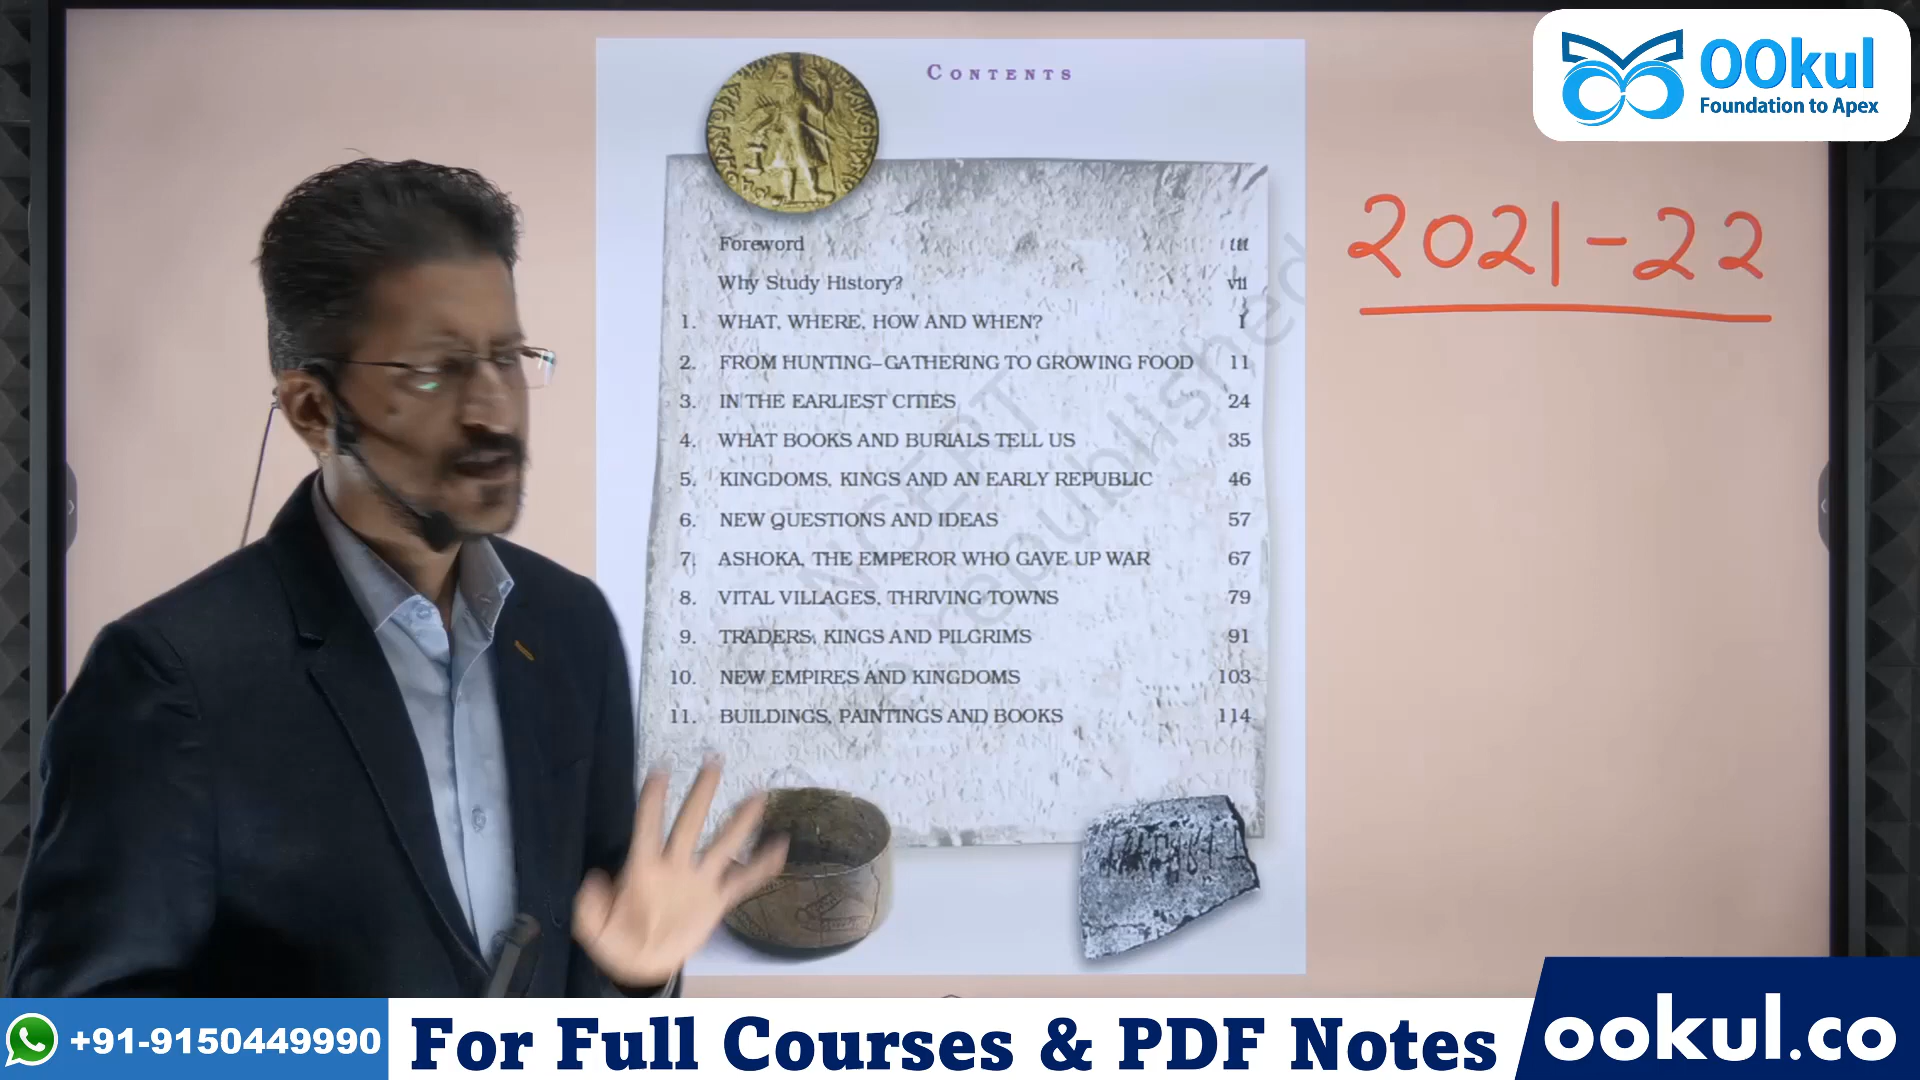 CONTENTS
OOkul
Foundation to Apex
2021-22
Foreword iii
Why Study History? vii
1. WHAT, WHERE, HOW AND WHEN? 1
2. FROM HUNTING–GATHERING TO GROWING FOOD 11
3. IN THE EARLIEST CITIES 24
4. WHAT BOOKS AND BURIALS TELL US 35
5. KINGDOMS, KINGS AND AN EARLY REPUBLIC 46
6. NEW QUESTIONS AND IDEAS 57
7. ASHOKA, THE EMPEROR WHO GAVE UP WAR 67
8. VITAL VILLAGES, THRIVING TOWNS 79
9. TRADERS, KINGS AND PILGRIMS 91
10. NEW EMPIRES AND KINGDOMS 103
11. BUILDINGS, PAINTINGS AND BOOKS 114
NCERT
republished
+91-9150449990
For Full Courses & PDF Notes
ookul.co